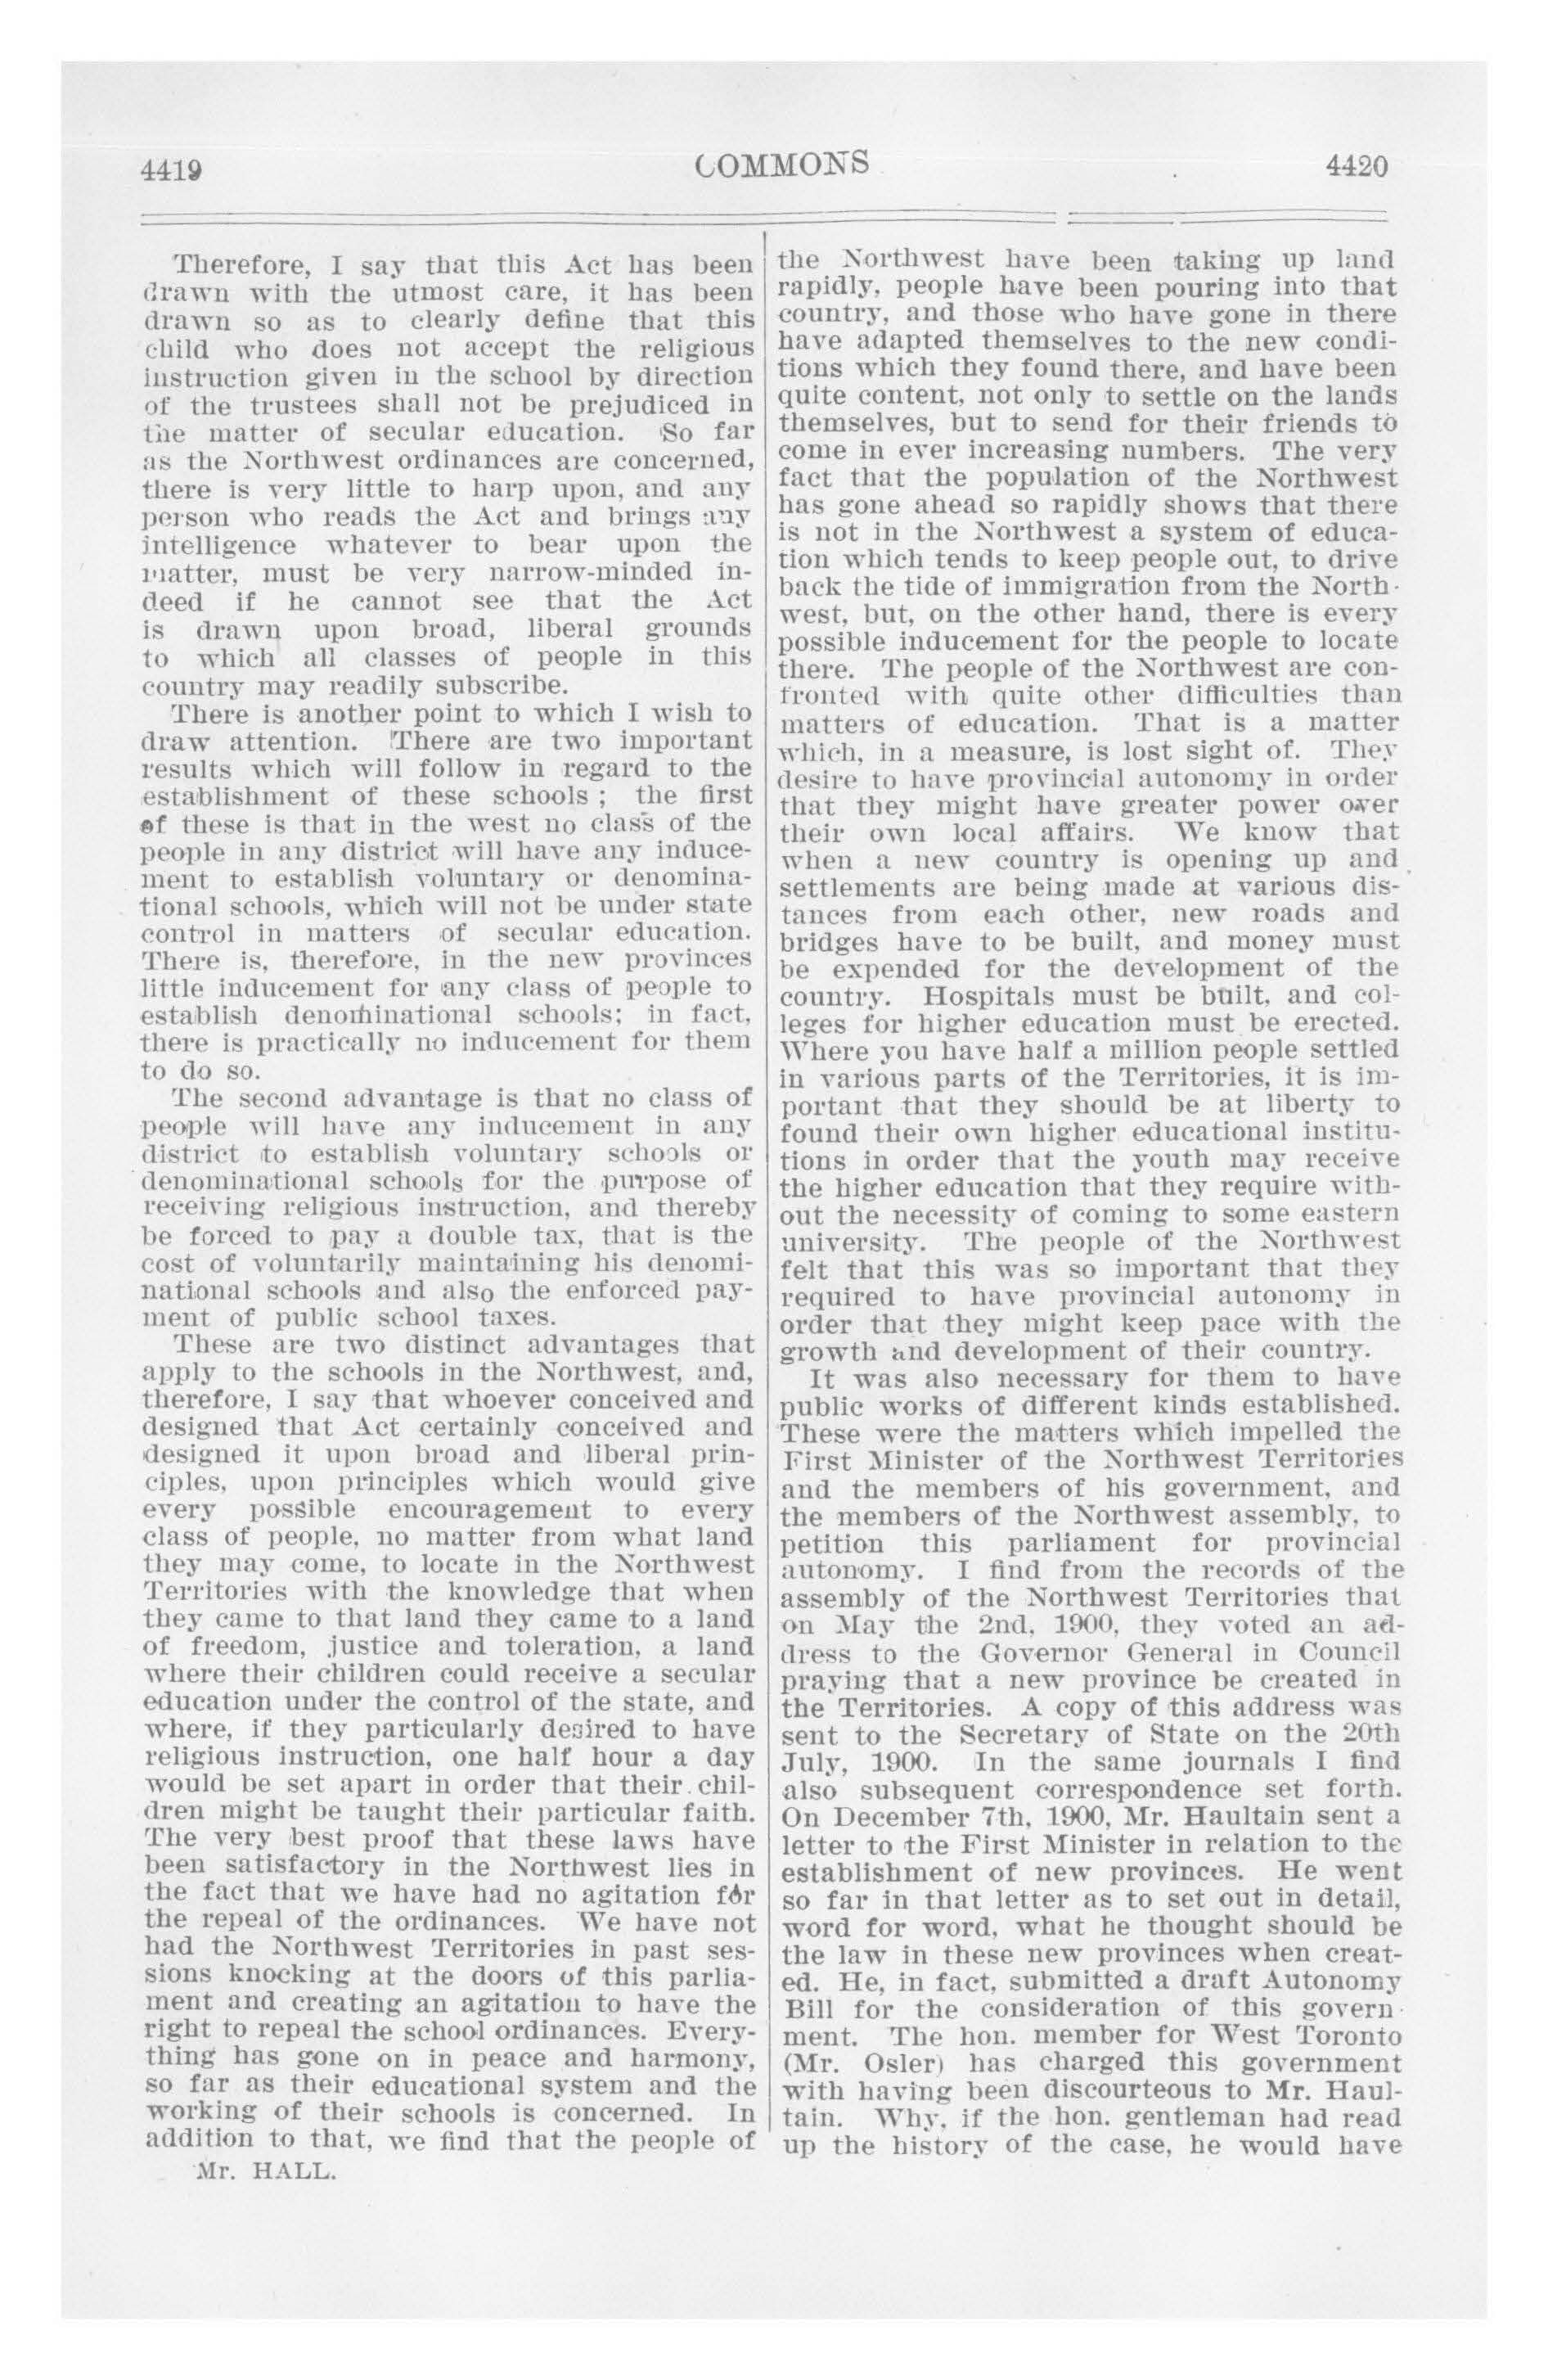 4419
COMMONS
4420
Therefore, I say that this Act has been
drawn with the utmost care, it has been
drawn so as to clearly define that this
child who does not accept the religious
instruction given in the school by direction
of the trustees shall not be prejudiced in
the matter of secular education. So far
as the Northwest ordinances are concerned,
there is very little to harp upon, and any
person who reads the Act and brings any
intelligence whatever to bear upon the
matter, must be very narrow-minded in-
deed if he cannot see that the Act
is drawn upon broad, liberal grounds
to which all classes of people in this
country may readily subscribe.
There is another point to which I wish to
draw attention. There are two important
results which will follow in regard to the
establishment of these schools ; the first
of these is that in the west no class of the
people in any district will have any induce-
ment to establish voluntary or denomina-
tional schools, which will not be under state
control in matters of secular education.
There is, therefore, in the new provinces
little inducement for any class of people to
establish denominational schools; in fact,
there is practically no inducement for them
to do so.
The second advantage is that no class of
people will have any inducement in any
district to establish voluntary schools or
denominational schools for the purpose of
receiving religious instruction, and thereby
be forced to pay a double tax, that is the
cost of voluntarily maintaining his denomi-
national schools and also the enforced pay-
ment of public school taxes.
These are two distinct advantages that
apply to the schools in the Northwest, and,
therefore, I say that whoever conceived and
designed that Act certainly conceived and
designed it upon broad and liberal prin-
ciples, upon principles which would give
every possible encouragement to every
class of people, no matter from what land
they may come, to locate in the Northwest
Territories with the knowledge that when
they came to that land they came to a land
of freedom, justice and toleration, a land
where their children could receive a secular
education under the control of the state, and
where, if they particularly desired to have
religious instruction, one half hour a day
would be set apart in order that their chil-
dren might be taught their particular faith.
The very best proof that these laws have
been satisfactory in the Northwest lies in
the fact that we have had no agitation for
the repeal of the ordinances. We have not
had the Northwest Territories in past ses-
sions knocking at the doors of this parlia-
ment and creating an agitation to have the
right to repeal the school ordinances. Every-
thing has gone on in peace and harmony,
so far as their educational system and the
working of their schools is concerned. In
addition to that, we find that the people of
Mr. HALL.
the Northwest have been taking up land
rapidly, people have been pouring into that
country, and those who have gone in there
have adapted themselves to the new condi-
tions which they found there, and have been
quite content, not only to settle on the lands
themselves, but to send for their friends to
come in ever increasing numbers. The very
fact that the population of the Northwest
has gone ahead so rapidly shows that there
is not in the Northwest a system of educa-
tion which tends to keep people out, to drive
back the tide of immigration from the North-
west, but, on the other hand, there is every
possible inducement for the people to locate
there. The people of the Northwest are con-
fronted with quite other difficulties than
matters of education. That is a matter
which, in a measure, is lost sight of. They
desire to have provincial autonomy in order
that they might have greater power over
their own local affairs. We know that
when a new country is opening up and
settlements are being made at various dis-
tances from each other, new roads and
bridges have to be built, and money must
be expended for the development of the
country. Hospitals must be built, and col-
leges for higher education must be erected.
Where you have half a million people settled
in various parts of the Territories, it is im-
portant that they should be at liberty to
found their own higher educational institu-
tions in order that the youth may receive
the higher education that they require with-
out the necessity of coming to some eastern
university. The people of the Northwest
felt that this was so important that they
required to have provincial autonomy in
order that they might keep pace with the
growth and development of their country.
It was also necessary for them to have
public works of different kinds established.
These were the matters which impelled the
First Minister of the Northwest Territories
and the members of his government, and
the members of the Northwest assembly, to
petition this parliament for provincial
autonomy. I find from the records of the
assembly of the Northwest Territories that
on May the 2nd, 1900, they voted an ad-
dress to the Governor General in Council
praying that a new province be created in
the Territories. A copy of this address was
sent to the Secretary of State on the 20th
July, 1900. In the same journals I find
also subsequent correspondence set forth.
On December 7th, 1900, Mr. Haultain sent a
letter to the First Minister in relation to the
establishment of new provinces. He went
so far in that letter as to set out in detail,
word for word, what he thought should be
the law in these new provinces when creat-
ed. He, in fact, submitted a draft Autonomy
Bill for the consideration of this govern-
ment. The hon. member for West Toronto
(Mr. Osler) has charged this government
with having been discourteous to Mr. Haul-
tain. Why, if the hon. gentleman had read
up the history of the case, he would have